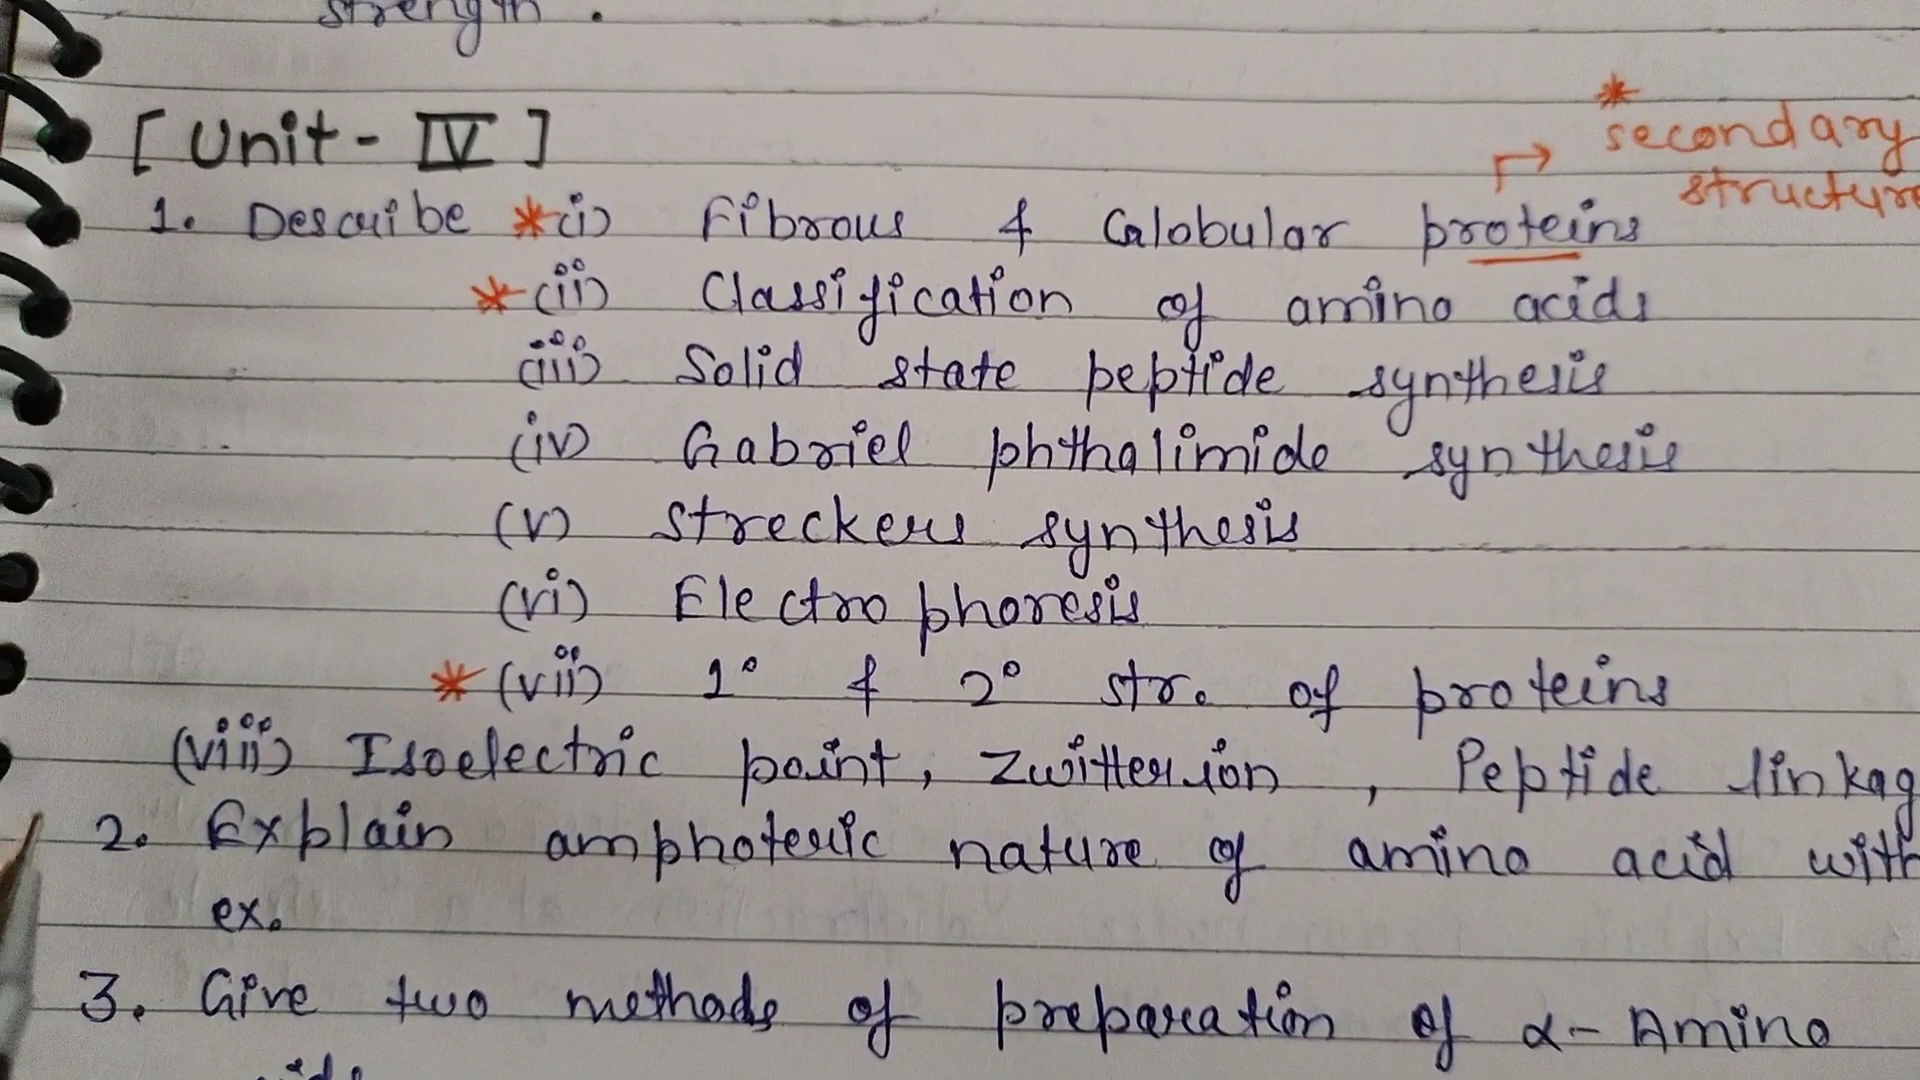 strength.
[Unit - IV]
* secondary
structure
1. Describe *(i) Fibrous & Globular proteins
*(ii) Classification of amino acids
(iii) Solid state peptide synthesis
(iv) Gabriel phthalimide synthesis
(v) Streckers synthesis
(vi) Electrophoresis
*(vii) 1° & 2° str. of proteins
(viii) Isoelectric point, Zwitter ion, Peptide linkag
2. Explain amphoteric nature of amino acid with
ex.
3. Give two methods of preparation of α- Amino